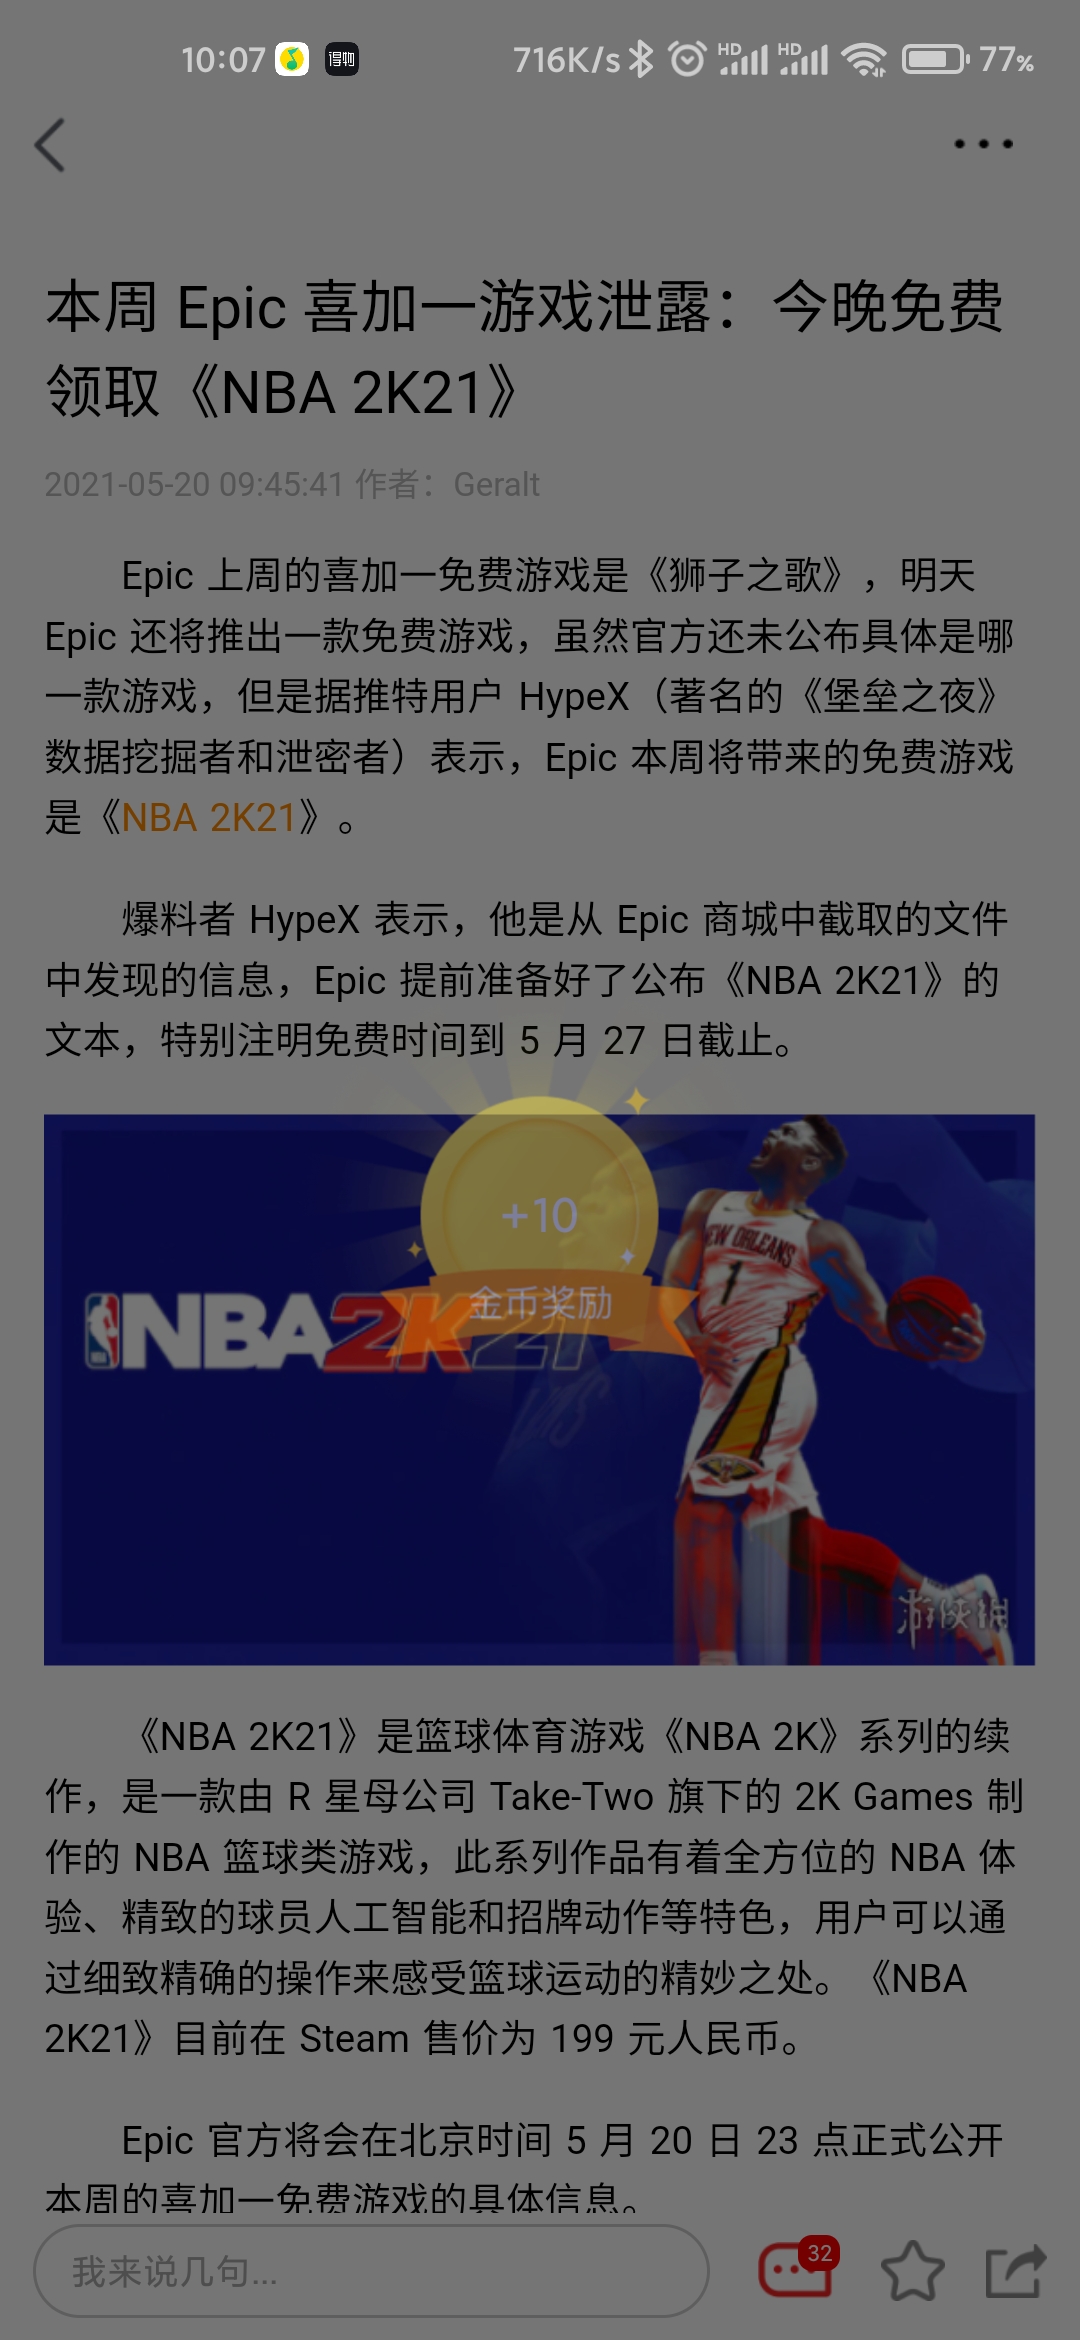 10:07 得物 716K/s HD HD 77%
本周 Epic 喜加一游戏泄露：今晚免费
领取《NBA 2K21》
2021-05-20 09:45:41 作者：Geralt
Epic 上周的喜加一免费游戏是《狮子之歌》，明天
Epic 还将推出一款免费游戏，虽然官方还未公布具体是哪
一款游戏，但是据推特用户 HypeX（著名的《堡垒之夜》
数据挖掘者和泄密者）表示，Epic 本周将带来的免费游戏
是《NBA 2K21》。
爆料者 HypeX 表示，他是从 Epic 商城中截取的文件
中发现的信息，Epic 提前准备好了公布《NBA 2K21》的
文本，特别注明免费时间到 5 月 27 日截止。
+10
金币奖励
NBA2K21
NEW ORLEANS
1
游侠网
《NBA 2K21》是篮球体育游戏《NBA 2K》系列的续
作，是一款由 R 星母公司 Take-Two 旗下的 2K Games 制
作的 NBA 篮球类游戏，此系列作品有着全方位的 NBA 体
验、精致的球员人工智能和招牌动作等特色，用户可以通
过细致精确的操作来感受篮球运动的精妙之处。《NBA
2K21》目前在 Steam 售价为 199 元人民币。
Epic 官方将会在北京时间 5 月 20 日 23 点正式公开
本周的喜加一免费游戏的具体信息。
我来说几句...
32